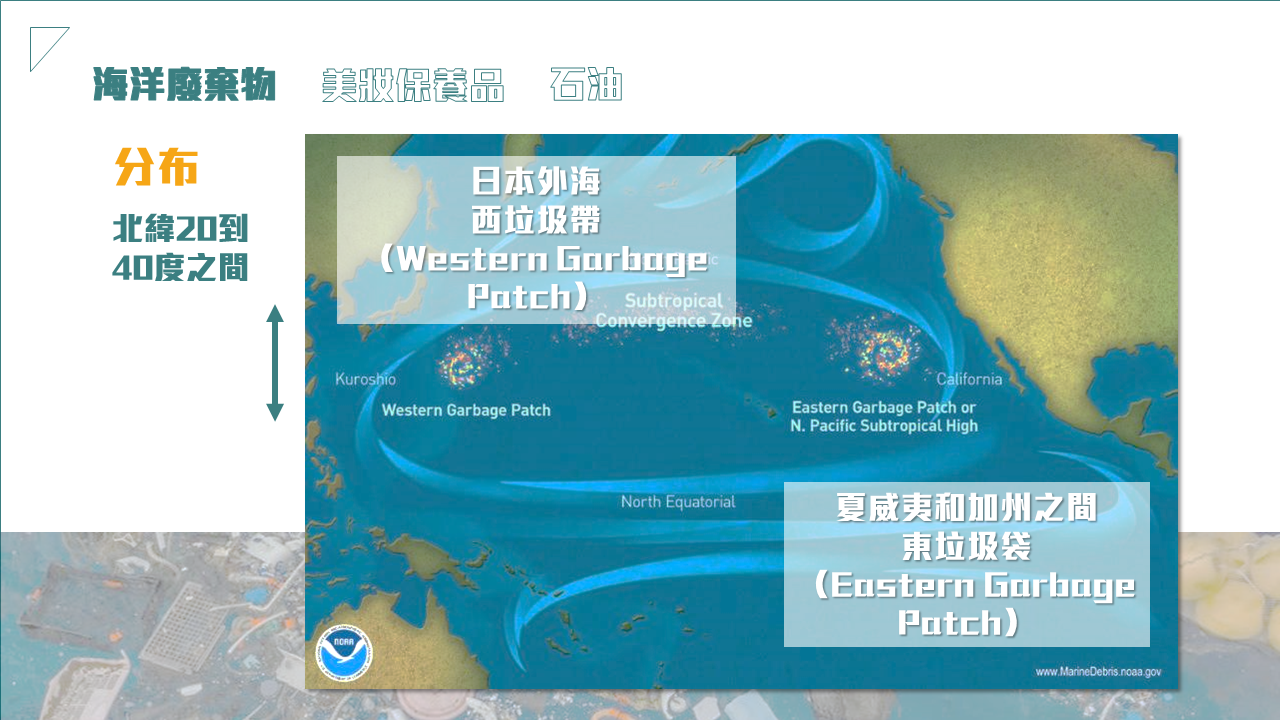 海洋廢棄物 美妝保養品 石油
分布
北緯20到
40度之間
日本外海
西垃圾帶
（Western Garbage
Patch）
Subtropical
Convergence Zone
Kuroshio
California
Western Garbage Patch
Eastern Garbage Patch or
N. Pacific Subtropical High
North Equatorial
夏威夷和加州之間
東垃圾袋
（Eastern Garbage
Patch）
NOAA
www.MarineDebris.noaa.gov